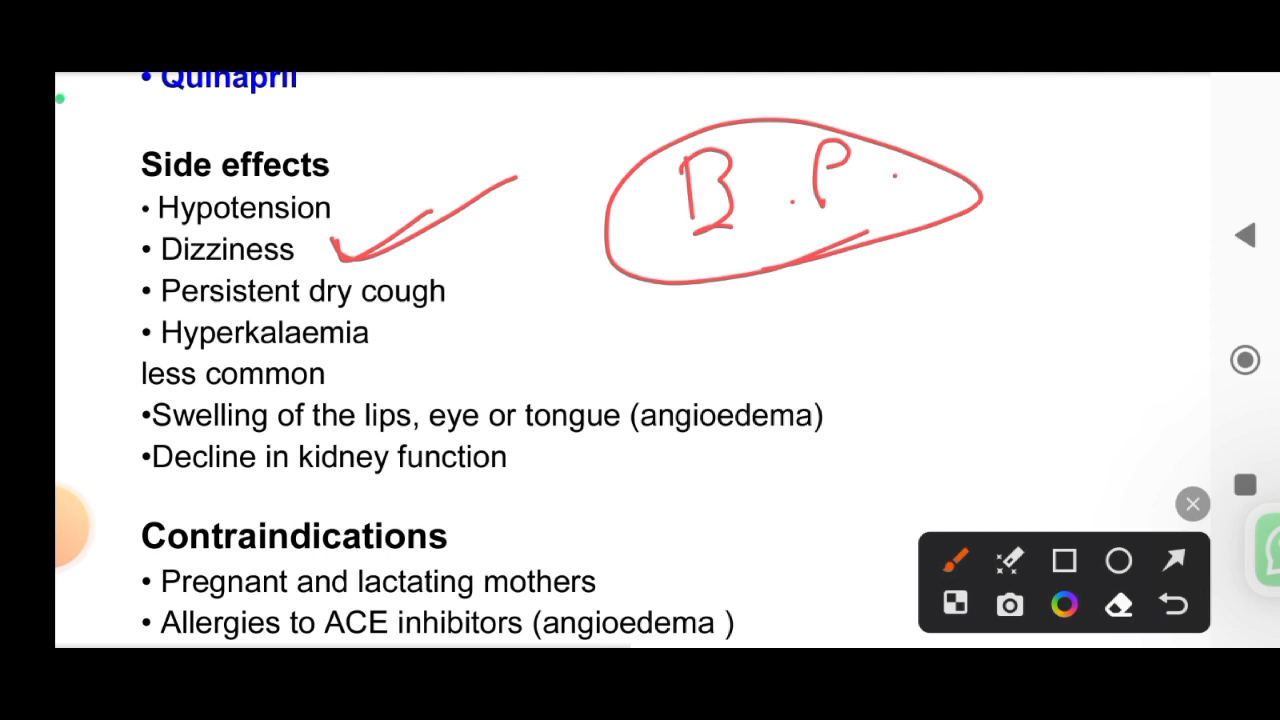 • Quinapril
Side effects
• Hypotension
• Dizziness
• Persistent dry cough
• Hyperkalaemia
less common
•Swelling of the lips, eye or tongue (angioedema)
•Decline in kidney function
Contraindications
• Pregnant and lactating mothers
• Allergies to ACE inhibitors (angioedema )
B.P.